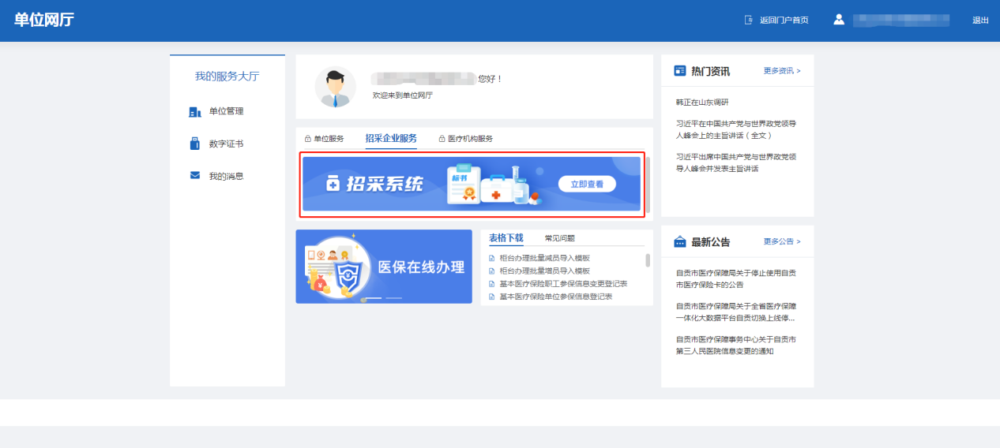 单位网厅
返回门户首页
退出
我的服务大厅
单位管理
数字证书
我的消息
您好！
欢迎来到单位网厅
单位服务
招采企业服务
医疗机构服务
招采系统
标书
立即查看
医保在线办理
表格下载
常见问题
柜台办理批量减员导入模板
柜台办理批量增员导入模板
基本医疗保险职工参保信息变更登记表
基本医疗保险单位参保信息登记表
热门资讯
更多资讯 >
韩正在山东调研
习近平在中国共产党与世界政党领导
人峰会上的主旨讲话（全文）
习近平出席中国共产党与世界政党领
导人峰会并发表主旨讲话
最新公告
更多公告 >
自贡市医疗保障局关于停止使用自贡
市医疗保险卡的公告
自贡市医疗保障局关于全省医疗保障
一体化大数据平台自贡切换上线停...
自贡市医疗保障事务中心关于自贡市
第三人民医院信息变更的通知